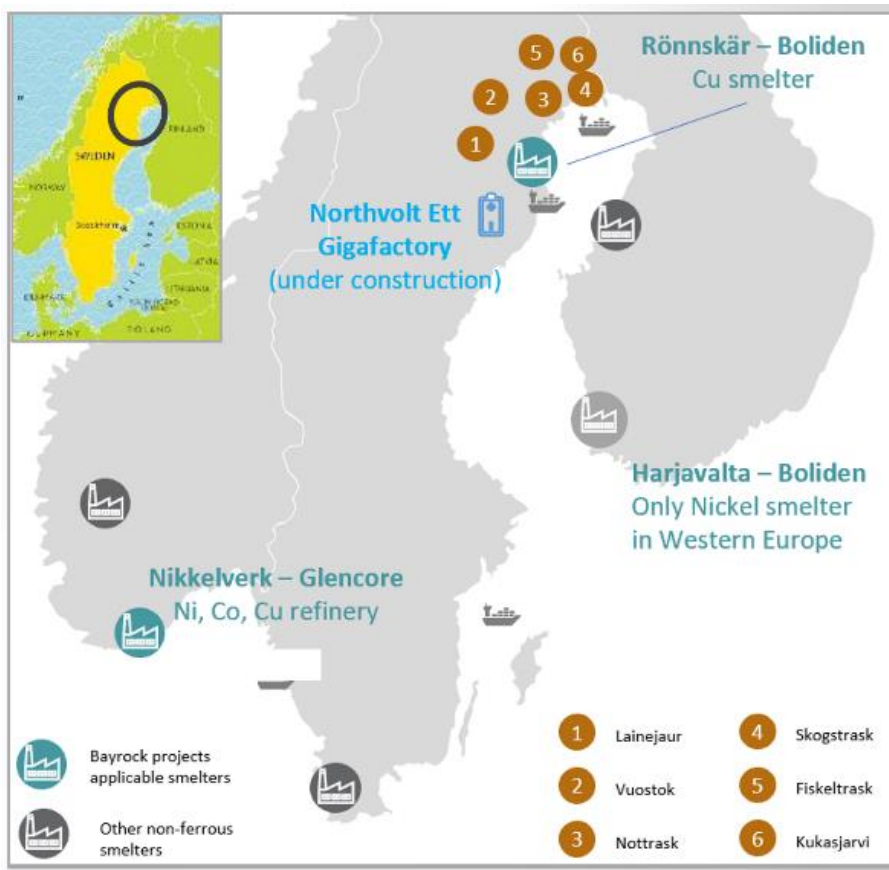 SWEDEN
FINLAND
NORWAY
Stockholm
ESTONIA
LATVIA
LITHUANIA
DENMARK
GERMANY
POLAND
Rönnskär – Boliden
Cu smelter
5
6
2
3
4
1
Northvolt Ett
Gigafactory
(under construction)
Harjavalta – Boliden
Only Nickel smelter
in Western Europe
Nikkelverk – Glencore
Ni, Co, Cu refinery
Bayrock projects
applicable smelters
Other non-ferrous
smelters
1 Lainejaur
2 Vuostok
3 Nottrask
4 Skogstrask
5 Fiskeltrask
6 Kukasjarvi